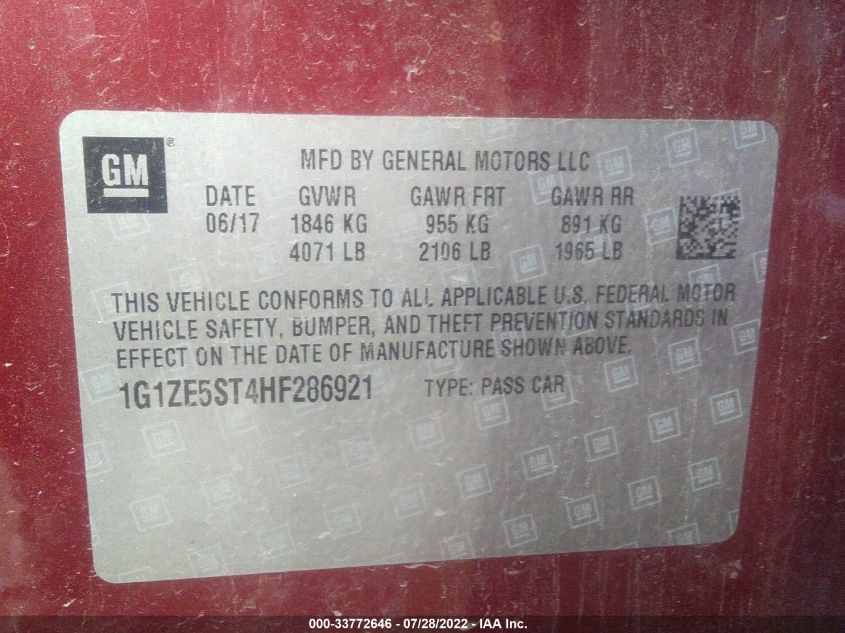 GM®
MFD BY GENERAL MOTORS LLC
DATE GVWR GAWR FRT GAWR RR
06/17 1846 KG 955 KG 891 KG
4071 LB 2106 LB 1965 LB
THIS VEHICLE CONFORMS TO ALL APPLICABLE U.S. FEDERAL MOTOR
VEHICLE SAFETY, BUMPER, AND THEFT PREVENTION STANDARDS IN
EFFECT ON THE DATE OF MANUFACTURE SHOWN ABOVE.
1G1ZE5ST4HF286921 TYPE: PASS CAR
000-33772646 - 07/28/2022 - IAA Inc.